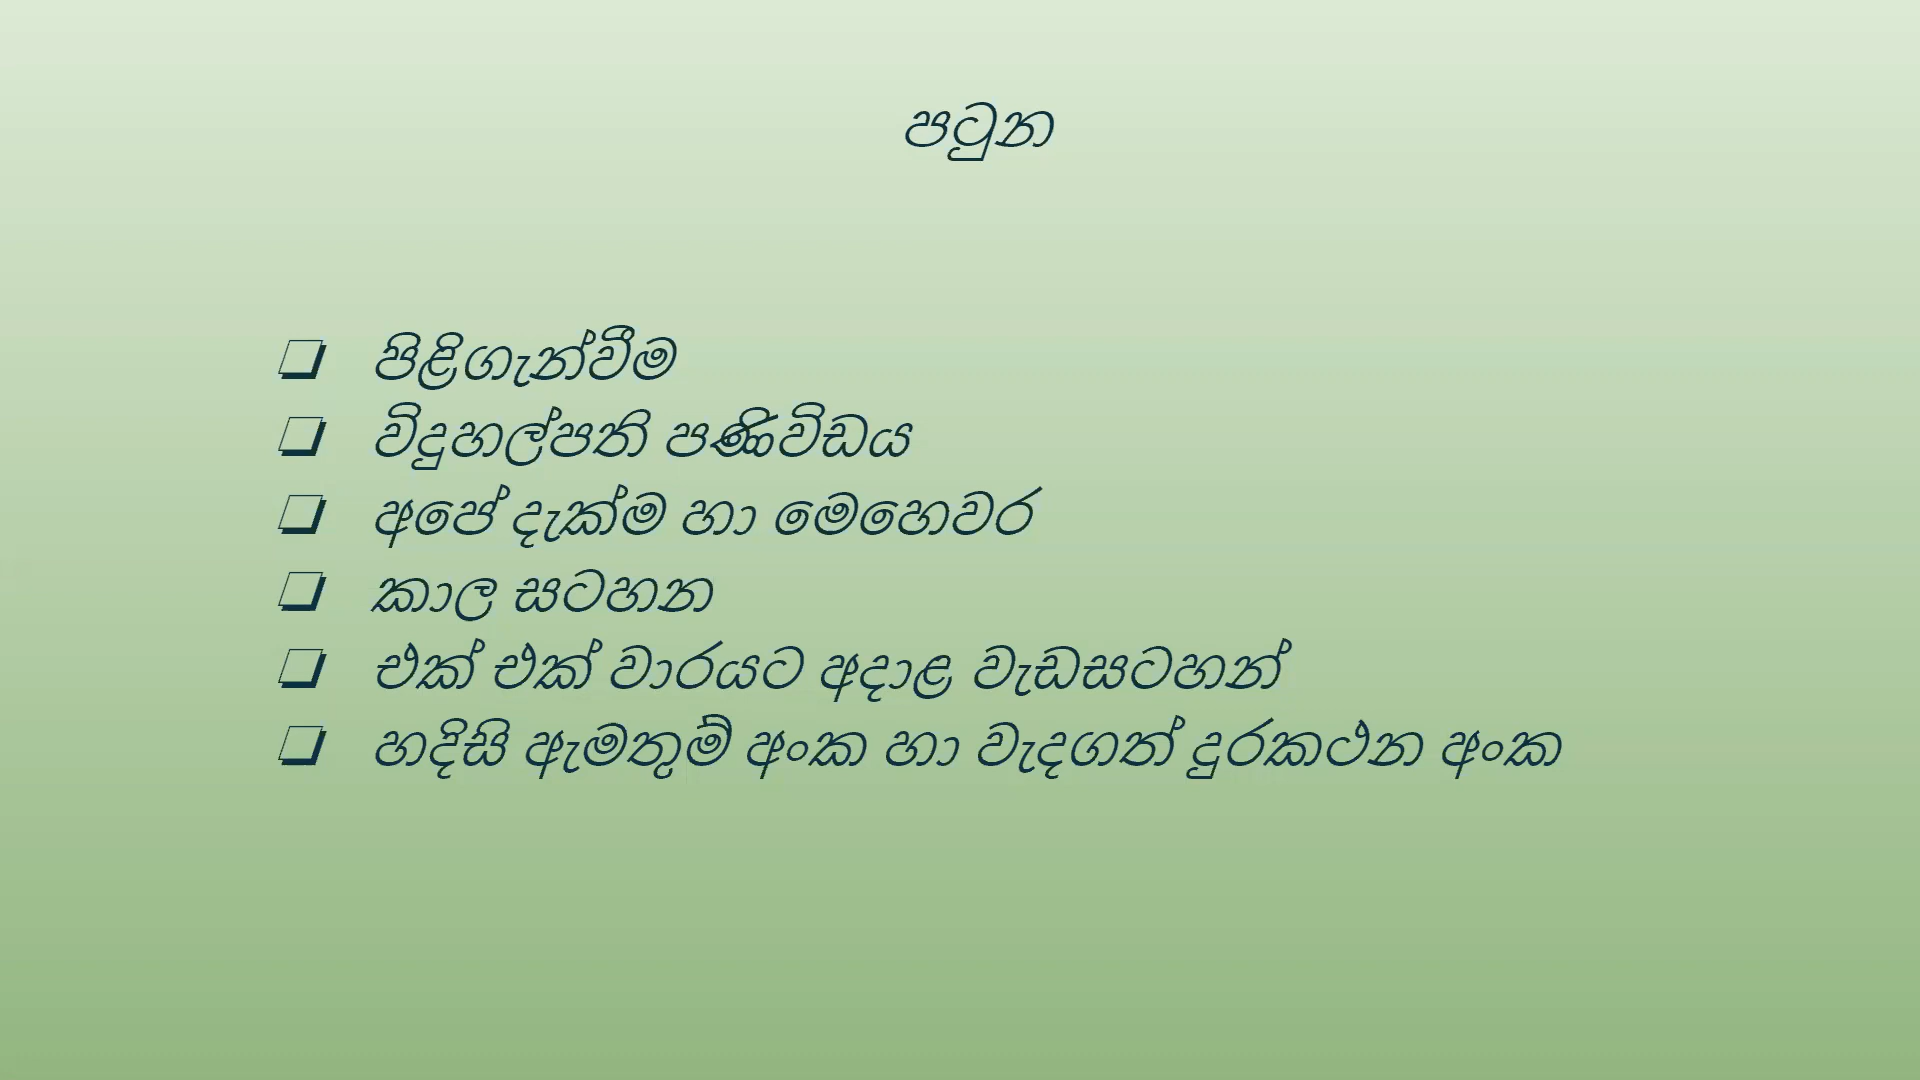 පටුන
❑ පිළිගැන්වීම
❑ විදුහල්පති පණිවිඩය
❑ අපේ දැක්ම හා මෙහෙවර
❑ කාල සටහන
❑ එක් එක් වාරයට අදාළ වැඩසටහන්
❑ හදිසි ඇමතුම් අංක හා වැදගත් දුරකථන අංක